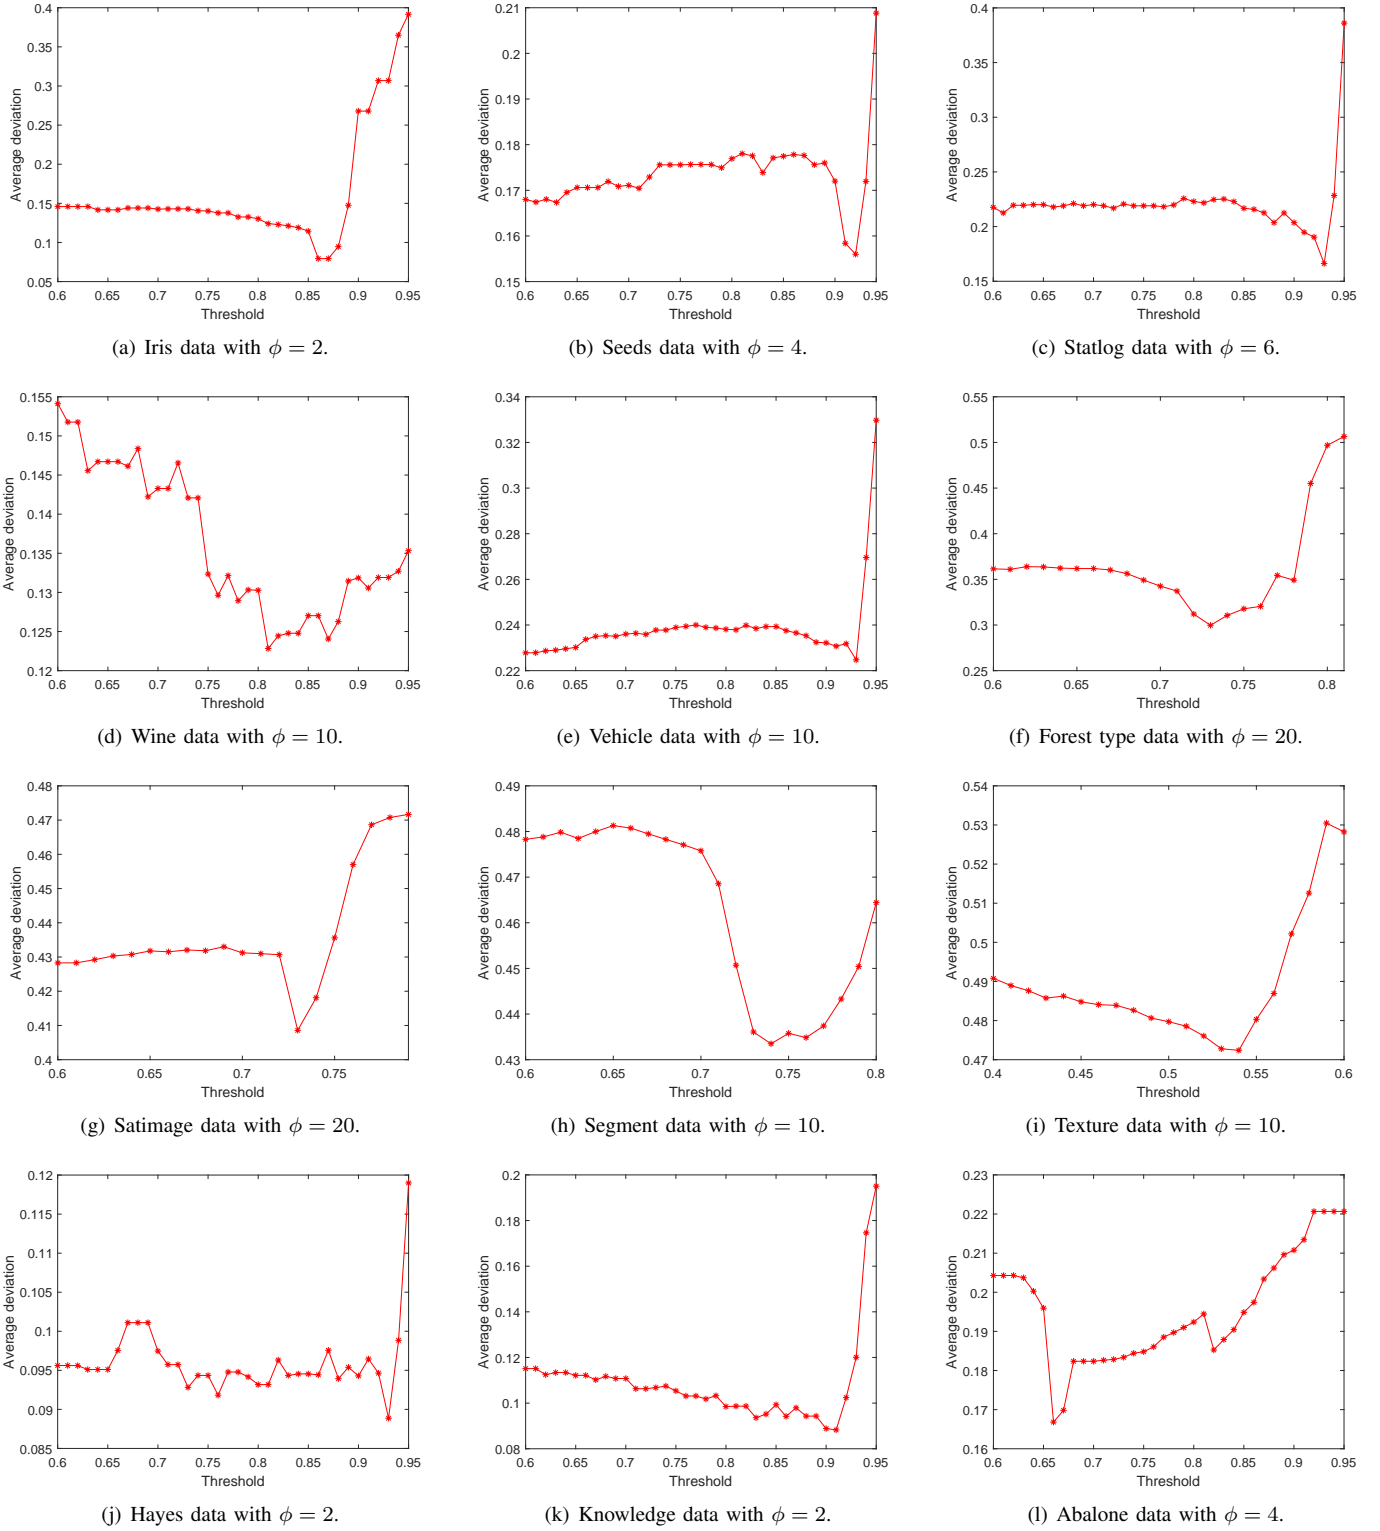 0.4
0.35
0.3
0.25
0.2
0.15
0.1
0.05
Average deviation
0.6 0.65 0.7 0.75 0.8 0.85 0.9 0.95
Threshold
(a) Iris data with ϕ = 2.
0.21
0.2
0.19
0.18
0.17
0.16
0.15
Average deviation
0.6 0.65 0.7 0.75 0.8 0.85 0.9 0.95
Threshold
(b) Seeds data with ϕ = 4.
0.4
0.35
0.3
0.25
0.2
0.15
Average deviation
0.6 0.65 0.7 0.75 0.8 0.85 0.9 0.95
Threshold
(c) Statlog data with ϕ = 6.
0.155
0.15
0.145
0.14
0.135
0.13
0.125
0.12
Average deviation
0.6 0.65 0.7 0.75 0.8 0.85 0.9 0.95
Threshold
(d) Wine data with ϕ = 10.
0.34
0.32
0.3
0.28
0.26
0.24
0.22
Average deviation
0.6 0.65 0.7 0.75 0.8 0.85 0.9 0.95
Threshold
(e) Vehicle data with ϕ = 10.
0.55
0.5
0.45
0.4
0.35
0.3
0.25
Average deviation
0.6 0.65 0.7 0.75 0.8
Threshold
(f) Forest type data with ϕ = 20.
0.48
0.47
0.46
0.45
0.44
0.43
0.42
0.41
0.4
Average deviation
0.6 0.65 0.7 0.75
Threshold
(g) Satimage data with ϕ = 20.
0.49
0.48
0.47
0.46
0.45
0.44
0.43
Average deviation
0.6 0.65 0.7 0.75 0.8
Threshold
(h) Segment data with ϕ = 10.
0.54
0.53
0.52
0.51
0.5
0.49
0.48
0.47
Average deviation
0.4 0.45 0.5 0.55 0.6
Threshold
(i) Texture data with ϕ = 10.
0.12
0.115
0.11
0.105
0.1
0.095
0.09
0.085
Average deviation
0.6 0.65 0.7 0.75 0.8 0.85 0.9 0.95
Threshold
(j) Hayes data with ϕ = 2.
0.2
0.18
0.16
0.14
0.12
0.1
0.08
Average deviation
0.6 0.65 0.7 0.75 0.8 0.85 0.9 0.95
Threshold
(k) Knowledge data with ϕ = 2.
0.23
0.22
0.21
0.2
0.19
0.18
0.17
0.16
Average deviation
0.6 0.65 0.7 0.75 0.8 0.85 0.9 0.95
Threshold
(l) Abalone data with ϕ = 4.